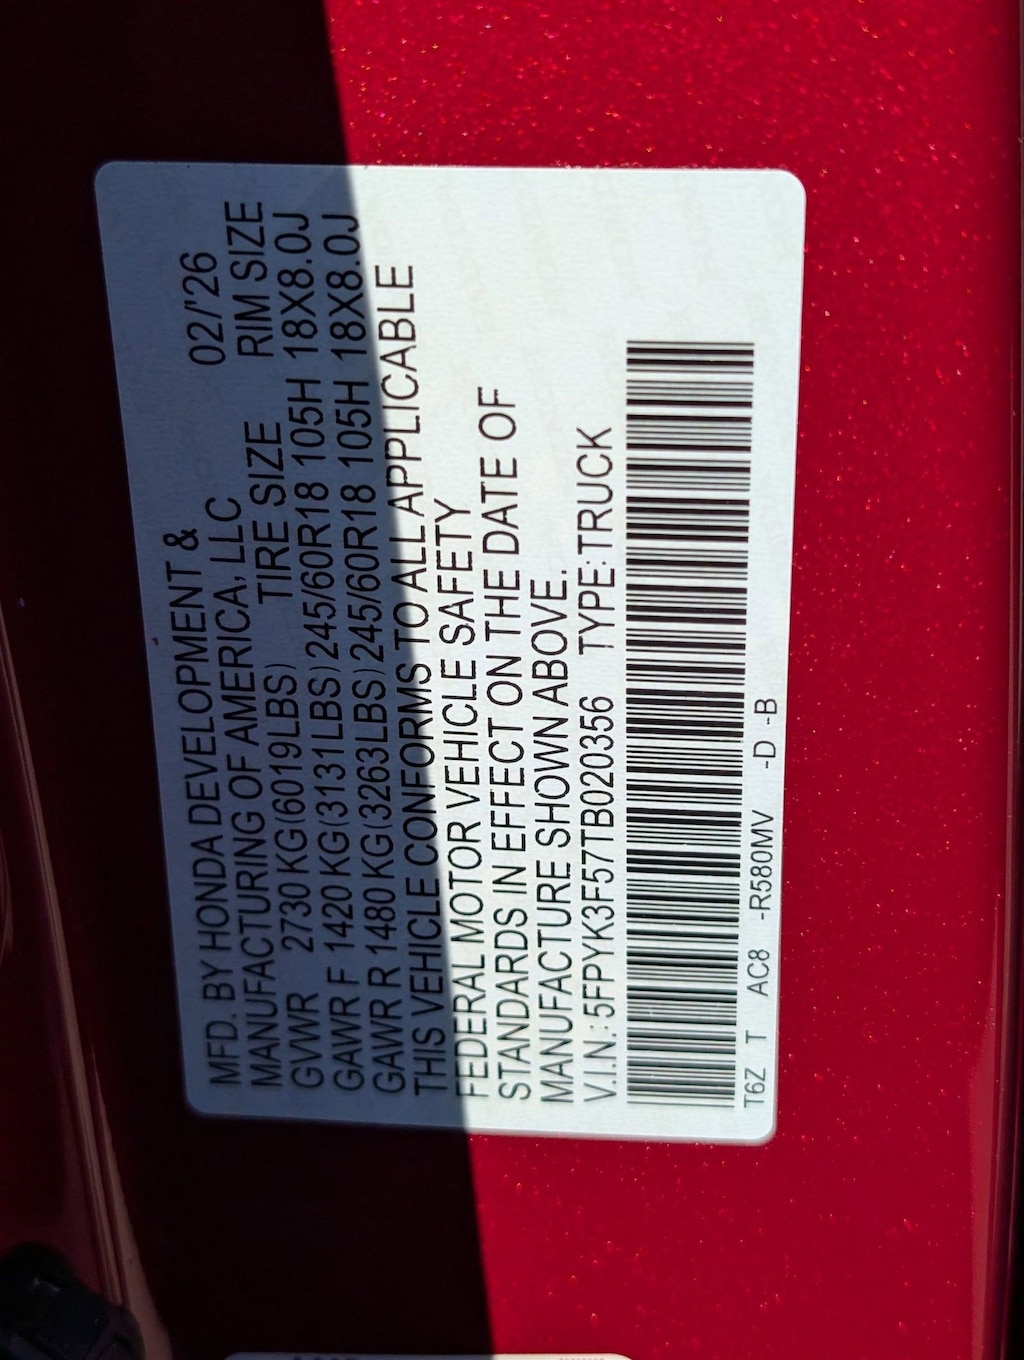 MFD. BY HONDA DEVELOPMENT & 02/'26
MANUFACTURING OF AMERICA, LLC
TIRE SIZE RIM SIZE
GVWR 2730 KG(6019LBS)
GAWR F 1420 KG(3131LBS) 245/60R18 105H 18X8.0J
GAWR R 1480 KG(3263LBS) 245/60R18 105H 18X8.0J
THIS VEHICLE CONFORMS TO ALL APPLICABLE
FEDERAL MOTOR VEHICLE SAFETY
STANDARDS IN EFFECT ON THE DATE OF
MANUFACTURE SHOWN ABOVE.
V.I.N.: 5FPYK3F57TB020356 TYPE: TRUCK
T6Z T AC8 -R580MV -D -B